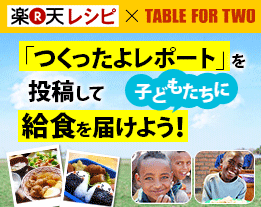 楽R天レシピ × TABLE FOR TWO
「つくったよレポート」を
投稿して 子どもたちに
給食を届けよう！